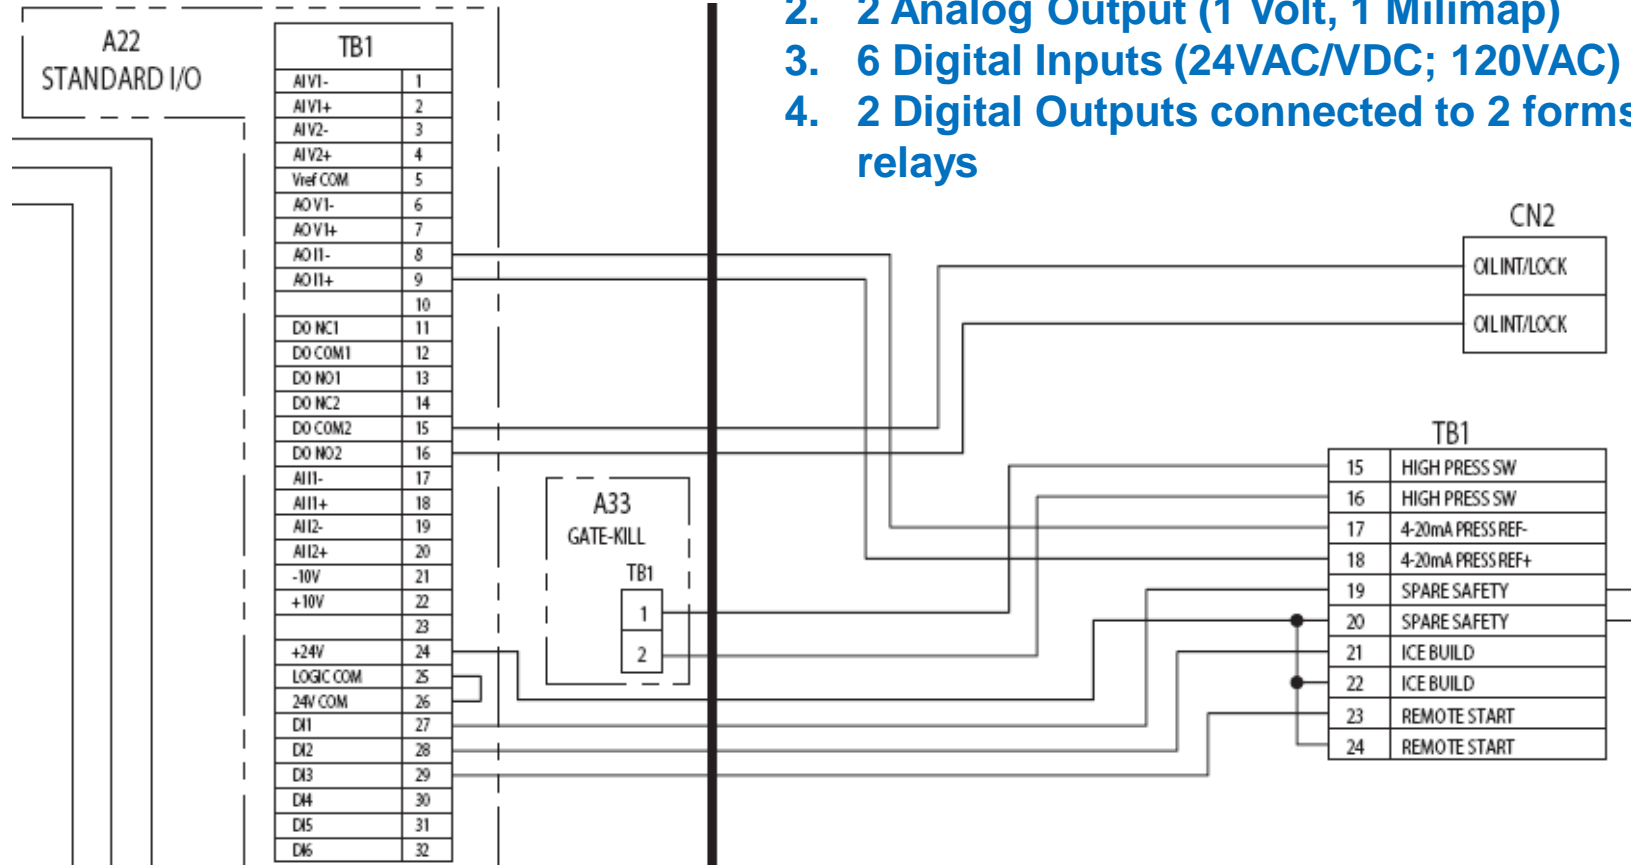 2. 2 Analog Output (1 Volt, 1 Milimap)
3. 6 Digital Inputs (24VAC/VDC; 120VAC)
4. 2 Digital Outputs connected to 2 forms
relays
A22
STANDARD I/O
TB1
AI V1- 1
AI V1+ 2
AI V2- 3
AI V2+ 4
Vref COM 5
AO V1- 6
AO V1+ 7
AO I1- 8
AO I1+ 9
10
DO NC1 11
DO COM1 12
DO NO1 13
DO NC2 14
DO COM2 15
DO NO2 16
AI I1- 17
AI I1+ 18
AI I2- 19
AI I2+ 20
-10V 21
+10V 22
23
+24V 24
LOGIC COM 25
24V COM 26
DI1 27
DI2 28
DI3 29
DI4 30
DI5 31
DI6 32
A33
GATE-KILL
TB1
1
2
CN2
OIL INT/LOCK
OIL INT/LOCK
TB1
15 HIGH PRESS SW
16 HIGH PRESS SW
17 4-20mA PRESS REF-
18 4-20mA PRESS REF+
19 SPARE SAFETY
20 SPARE SAFETY
21 ICE BUILD
22 ICE BUILD
23 REMOTE START
24 REMOTE START